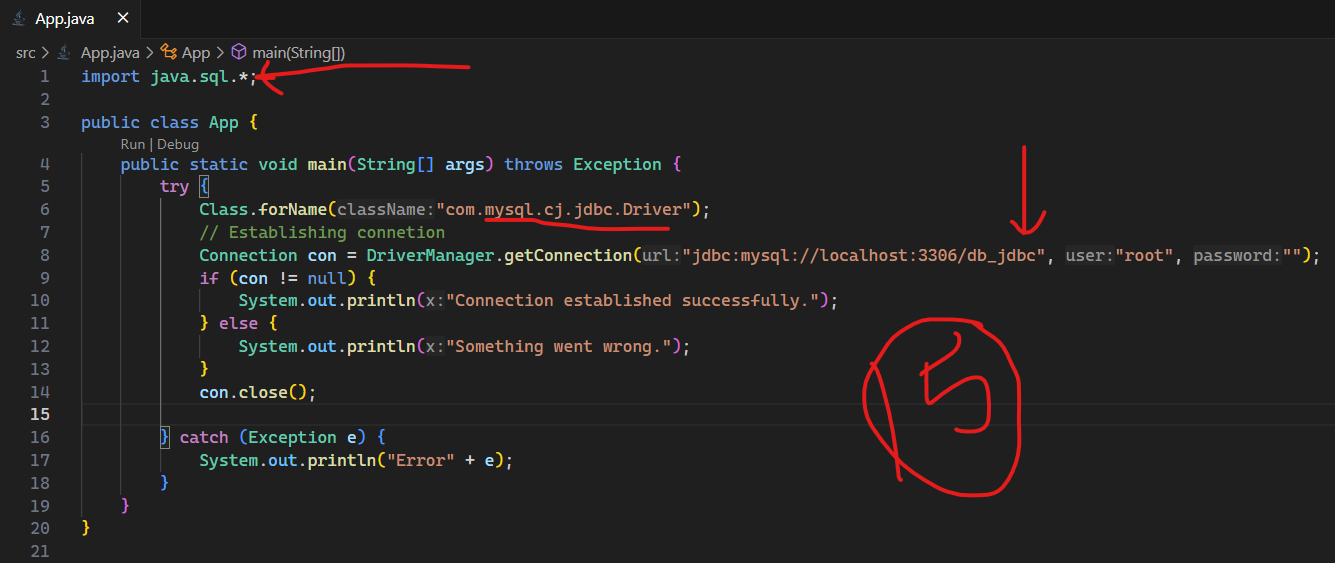 App.java ×
src > App.java > App > main(String[])
1 import java.sql.*;
2
3 public class App {
Run | Debug
4 public static void main(String[] args) throws Exception {
5 try {
6 Class.forName(className:"com.mysql.cj.jdbc.Driver");
7 // Establishing connetion
8 Connection con = DriverManager.getConnection(url:"jdbc:mysql://localhost:3306/db_jdbc", user:"root", password:"");
9 if (con != null) {
10 System.out.println(x:"Connection established successfully.");
11 } else {
12 System.out.println(x:"Something went wrong.");
13 }
14 con.close();
15
16 } catch (Exception e) {
17 System.out.println("Error" + e);
18 }
19 }
20 }
21